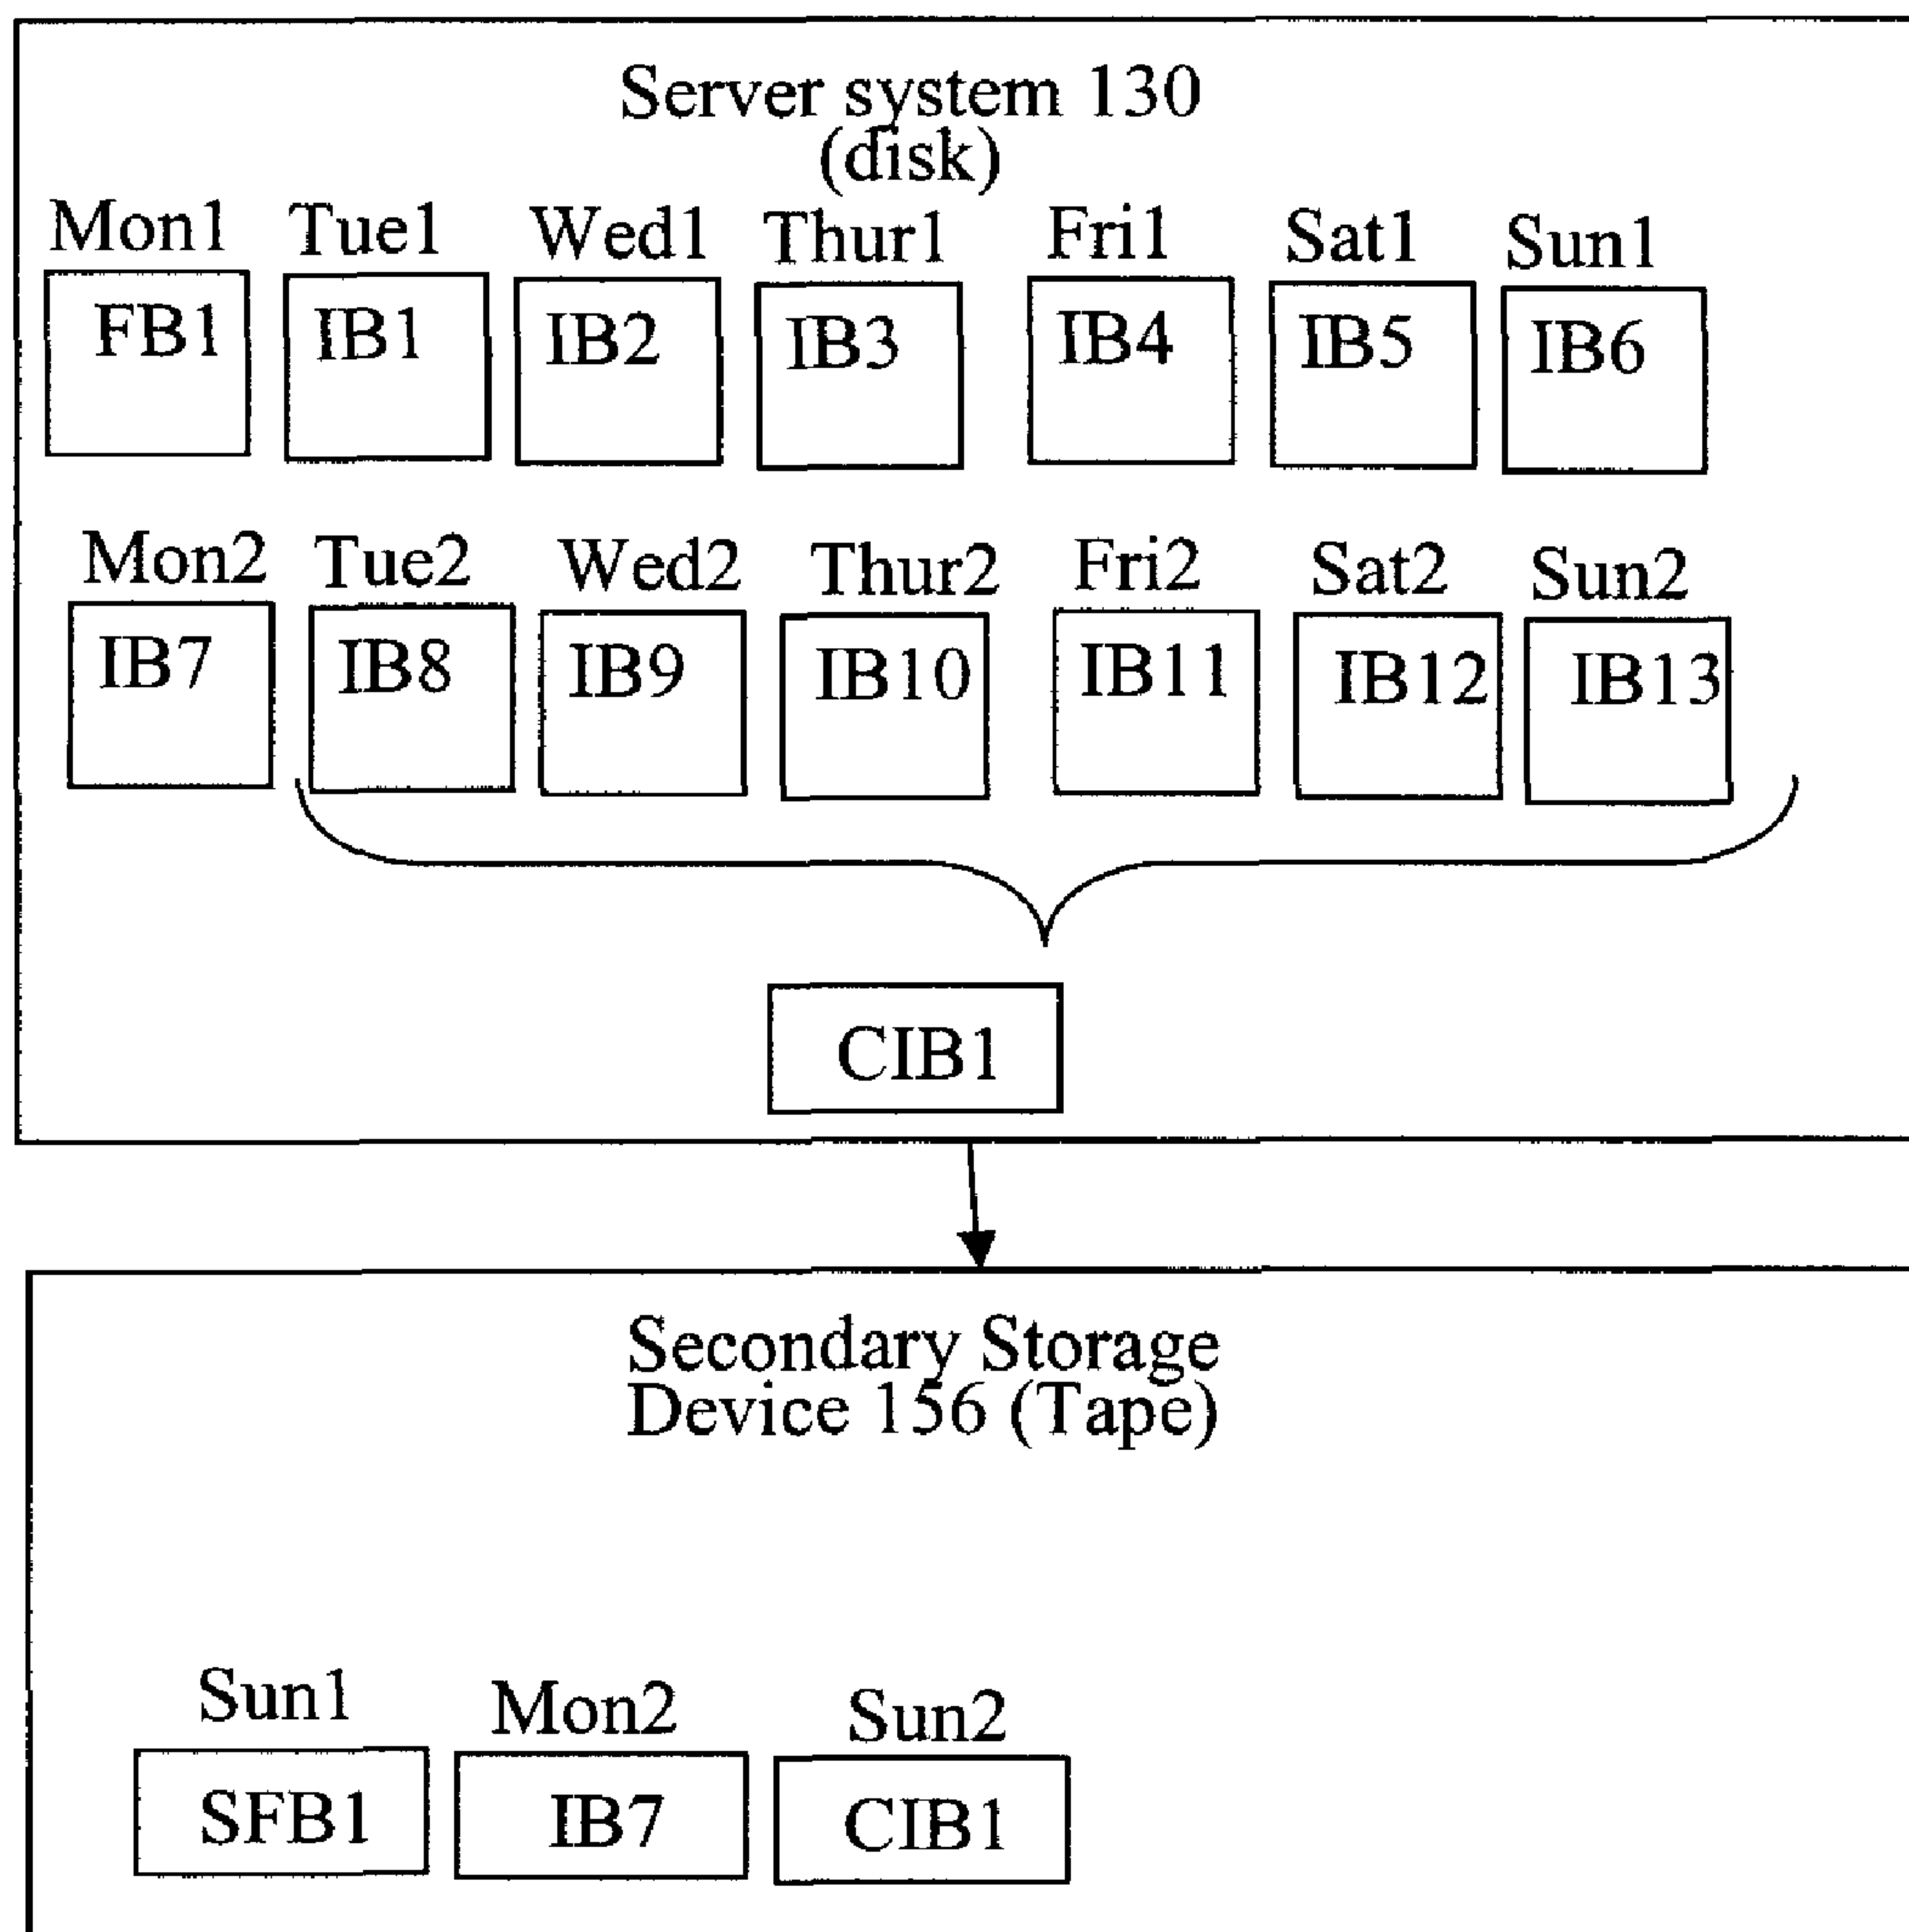 Server system 130
(disk)
Mon1 Tue1 Wed1 Thur1 Fri1 Sat1 Sun1
FB1 IB1 IB2 IB3 IB4 IB5 IB6
Mon2 Tue2 Wed2 Thur2 Fri2 Sat2 Sun2
IB7 IB8 IB9 IB10 IB11 IB12 IB13
CIB1
Secondary Storage
Device 156 (Tape)
Sun1 Mon2 Sun2
SFB1 IB7 CIB1